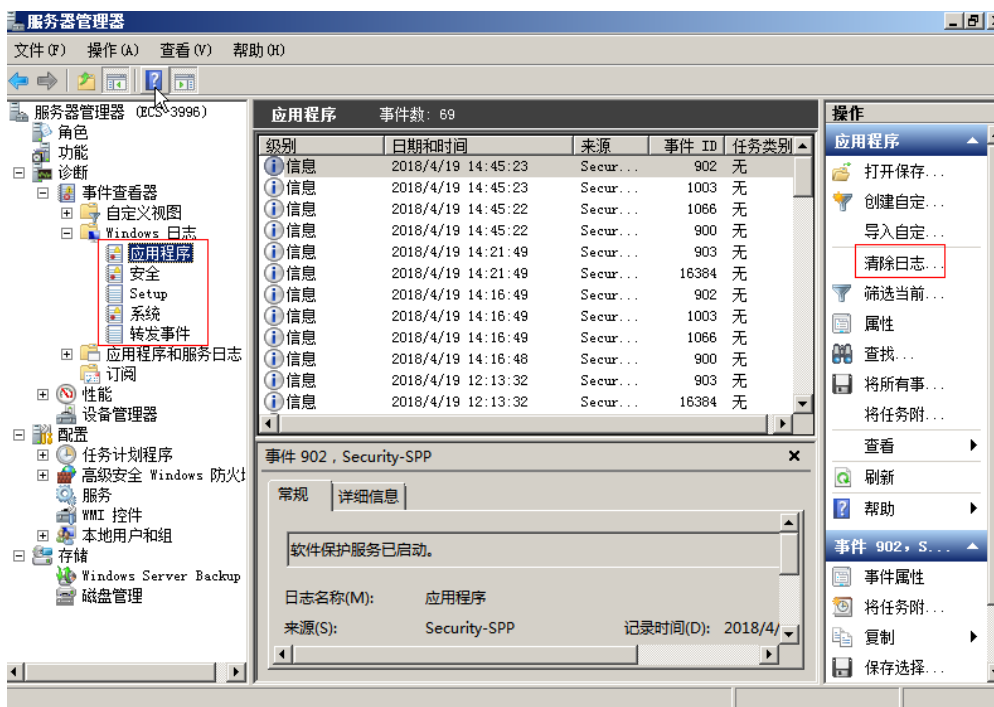 服务器管理器
文件(F) 操作(A) 查看(V) 帮助(H)
服务器管理器 (ECS-3996)
角色
功能
诊断
事件查看器
自定义视图
Windows 日志
应用程序
安全
Setup
系统
转发事件
应用程序和服务日志
订阅
性能
设备管理器
配置
任务计划程序
高级安全 Windows 防火
服务
WMI 控件
本地用户和组
存储
Windows Server Backup
磁盘管理
应用程序 事件数: 69
级别 日期和时间 来源 事件 ID 任务类别
信息 2018/4/19 14:45:23 Secur... 902 无
信息 2018/4/19 14:45:23 Secur... 1003 无
信息 2018/4/19 14:45:22 Secur... 1066 无
信息 2018/4/19 14:45:22 Secur... 900 无
信息 2018/4/19 14:21:49 Secur... 903 无
信息 2018/4/19 14:21:49 Secur... 16384 无
信息 2018/4/19 14:16:49 Secur... 902 无
信息 2018/4/19 14:16:49 Secur... 1003 无
信息 2018/4/19 14:16:49 Secur... 1066 无
信息 2018/4/19 14:16:48 Secur... 900 无
信息 2018/4/19 12:13:32 Secur... 903 无
信息 2018/4/19 12:13:32 Secur... 16384 无
事件 902，Security-SPP
常规 详细信息
软件保护服务已启动。
日志名称(M): 应用程序
来源(S): Security-SPP 记录时间(D): 2018/4/
操作
应用程序
打开保存...
创建自定...
导入自定...
清除日志...
筛选当前...
属性
查找...
将所有事...
将任务附...
查看
刷新
帮助
事件 902，S...
事件属性
将任务附...
复制
保存选择...